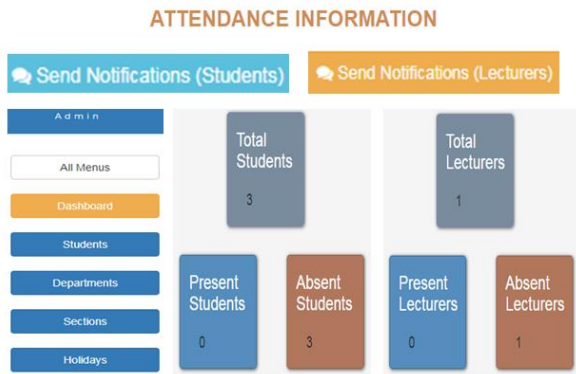 ATTENDANCE INFORMATION
Send Notifications (Students)
Send Notifications (Lecturers)
Admin
All Menus
Dashboard
Students
Departments
Sections
Holidays
Total
Students
3
Present
Students
0
Absent
Students
3
Total
Lecturers
1
Present
Lecturers
0
Absent
Lecturers
1